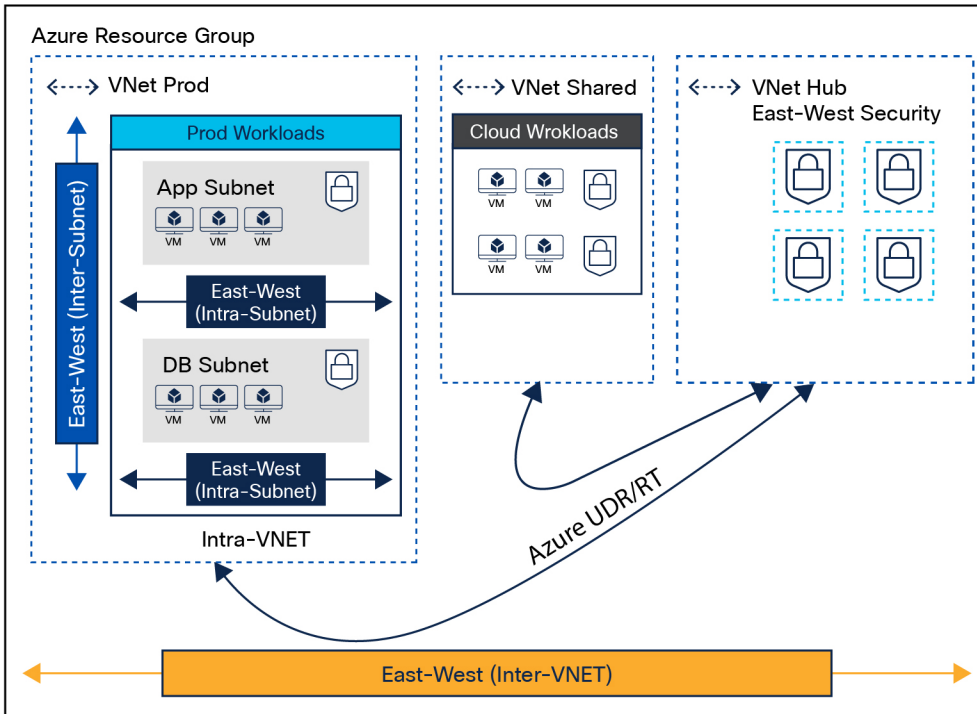 Azure Resource Group
VNet Prod
Prod Workloads
App Subnet
VM VM VM
East-West
(Intra-Subnet)
DB Subnet
VM VM VM
East-West
(Intra-Subnet)
East-West (Inter-Subnet)
Intra-VNET
VNet Shared
Cloud Wrokloads
VM VM
VM VM
VNet Hub
East-West Security
Azure UDR/RT
East-West (Inter-VNET)